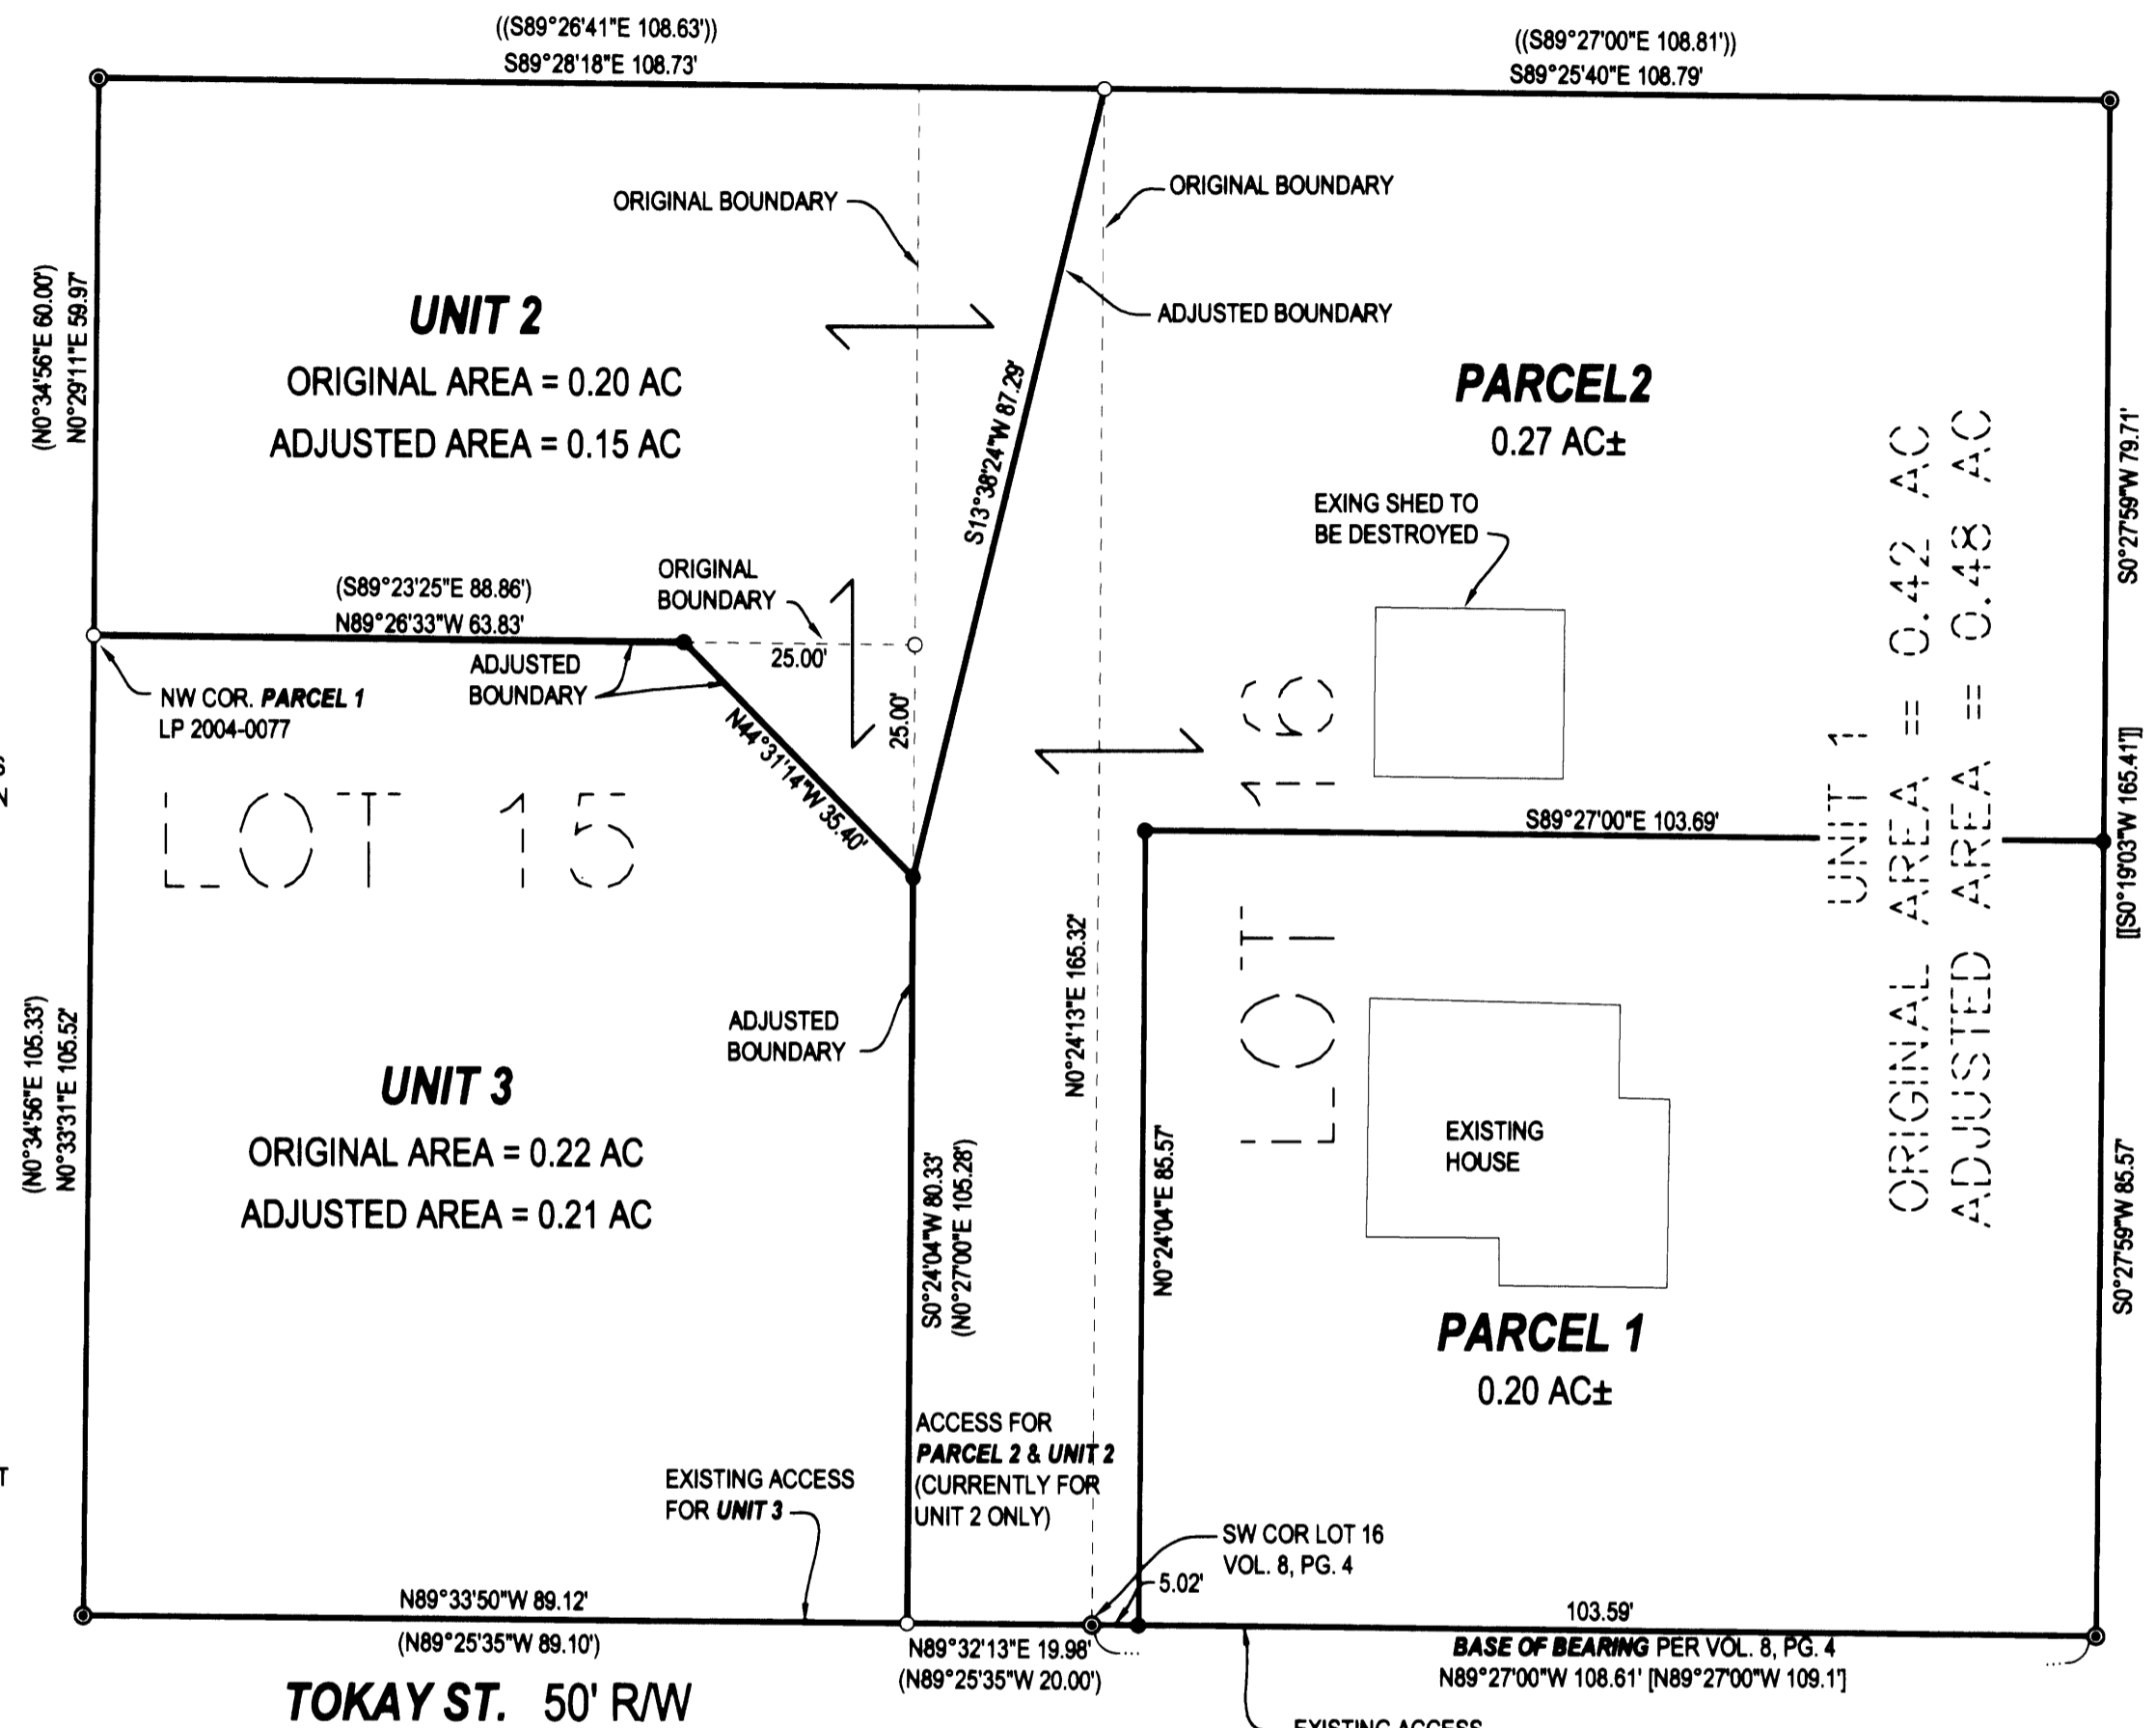 ((S89°26'41"E 108.63'))
S89°28'18"E 108.73'
((S89°27'00"E 108.81'))
S89°25'40"E 108.79'
ORIGINAL BOUNDARY
ORIGINAL BOUNDARY
ADJUSTED BOUNDARY
(N0°34'56"E 60.00')
N0°29'11"E 59.97'
UNIT 2
ORIGINAL AREA = 0.20 AC
ADJUSTED AREA = 0.15 AC
S13°38'24"W 87.29'
PARCEL2
0.27 AC±
EXING SHED TO
BE DESTROYED
S0°27'59"W 79.71'
(S89°23'25"E 88.86')
N89°26'33"W 63.83'
ORIGINAL
BOUNDARY
25.00'
25.00'
ADJUSTED
BOUNDARY
NW COR. PARCEL 1
LP 2004-0077
N44°31'14"W 35.40'
LOT 15
LOT 16
UNIT 1
ORIGINAL AREA = 0.42 AC
ADJUSTED AREA = 0.48 AC
[[S0°19'03"W 165.41']]
S89°27'00"E 103.69'
N0°24'13"E 165.32'
ADJUSTED
BOUNDARY
(N0°34'56"E 105.33')
N0°33'31"E 105.52'
UNIT 3
ORIGINAL AREA = 0.22 AC
ADJUSTED AREA = 0.21 AC
S0°24'04"W 80.33'
(N0°27'00"E 105.28')
N0°24'04"E 85.57'
EXISTING
HOUSE
S0°27'59"W 85.57'
PARCEL 1
0.20 AC±
ACCESS FOR
PARCEL 2 & UNIT 2
(CURRENTLY FOR
UNIT 2 ONLY)
EXISTING ACCESS
FOR UNIT 3
SW COR LOT 16
VOL. 8, PG. 4
5.02'
N89°33'50"W 89.12'
(N89°25'35"W 89.10')
N89°32'13"E 19.98'
(N89°25'35"W 20.00')
103.59'
BASE OF BEARING PER VOL. 8, PG. 4
N89°27'00"W 108.61' [N89°27'00"W 109.1']
TOKAY ST. 50' R/W
EXISTING ACCESS